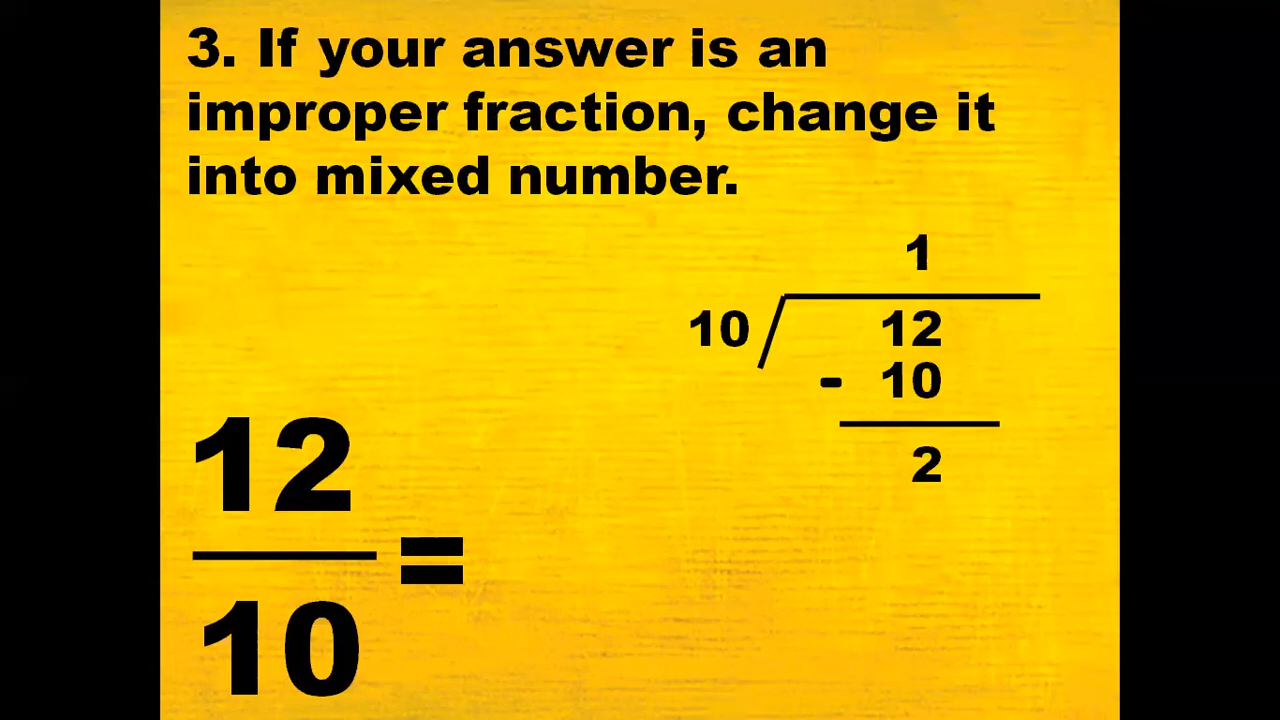 3. If your answer is an
improper fraction, change it
into mixed number.
1
10 12
- 10
2
12
=
10